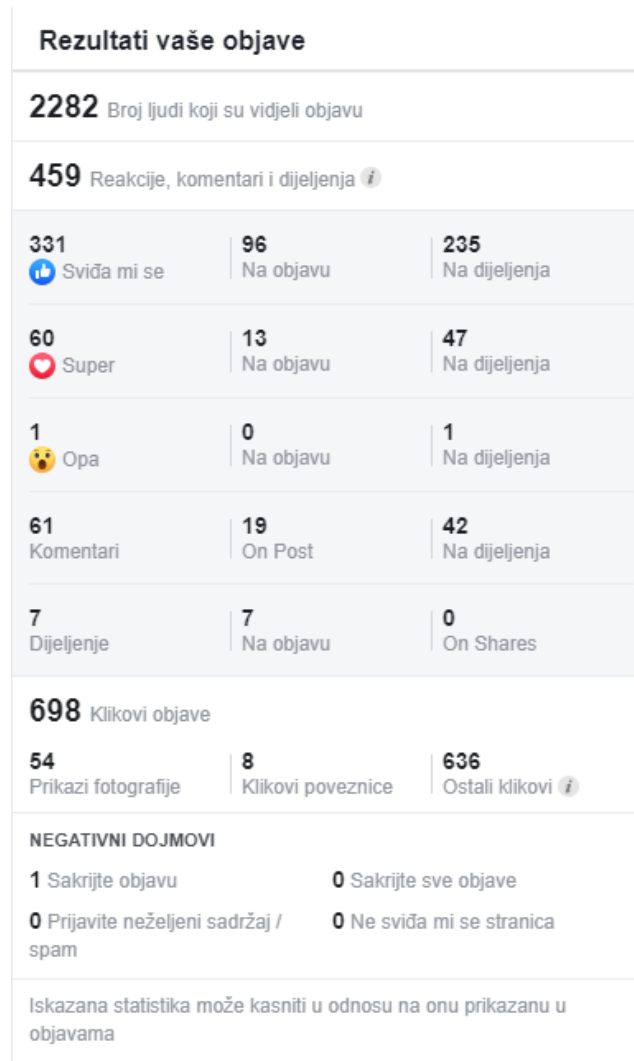 Rezultati vaše objave
2282 Broj ljudi koji su vidjeli objavu
459 Reakcije, komentari i dijeljenja i
331 96 235
Sviđa mi se Na objavu Na dijeljenja
60 13 47
Super Na objavu Na dijeljenja
1 0 1
Opa Na objavu Na dijeljenja
61 19 42
Komentari On Post Na dijeljenja
7 7 0
Dijeljenje Na objavu On Shares
698 Klikovi objave
54 8 636
Prikazi fotografije Klikovi poveznice Ostali klikovi i
NEGATIVNI DOJMOVI
1 Sakrijte objavu 0 Sakrijte sve objave
0 Prijavite neželjeni sadržaj / 0 Ne sviđa mi se stranica
spam
Iskazana statistika može kasniti u odnosu na onu prikazanu u
objavama